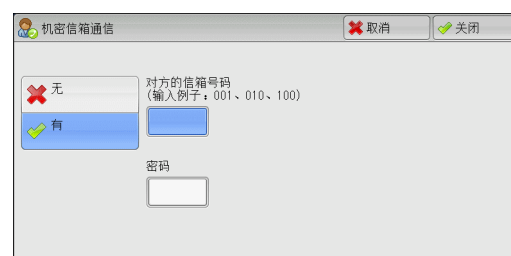 机密信箱通信
取消
关闭
无
有
对方的信箱号码
(输入例子：001、010、100)
密码